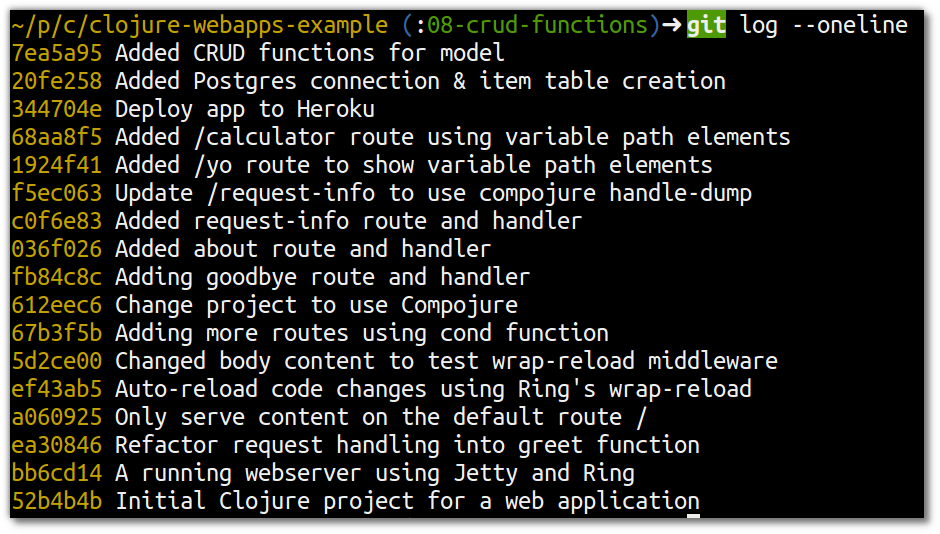 ~/p/c/clojure-webapps-example (:08-crud-functions)➜git log --oneline
7ea5a95 Added CRUD functions for model
20fe258 Added Postgres connection & item table creation
344704e Deploy app to Heroku
68aa8f5 Added /calculator route using variable path elements
1924f41 Added /yo route to show variable path elements
f5ec063 Update /request-info to use compojure handle-dump
c0f6e83 Added request-info route and handler
036f026 Added about route and handler
fb84c8c Adding goodbye route and handler
612eec6 Change project to use Compojure
67b3f5b Adding more routes using cond function
5d2ce00 Changed body content to test wrap-reload middleware
ef43ab5 Auto-reload code changes using Ring's wrap-reload
a060925 Only serve content on the default route /
ea30846 Refactor request handling into greet function
bb6cd14 A running webserver using Jetty and Ring
52b4b4b Initial Clojure project for a web application